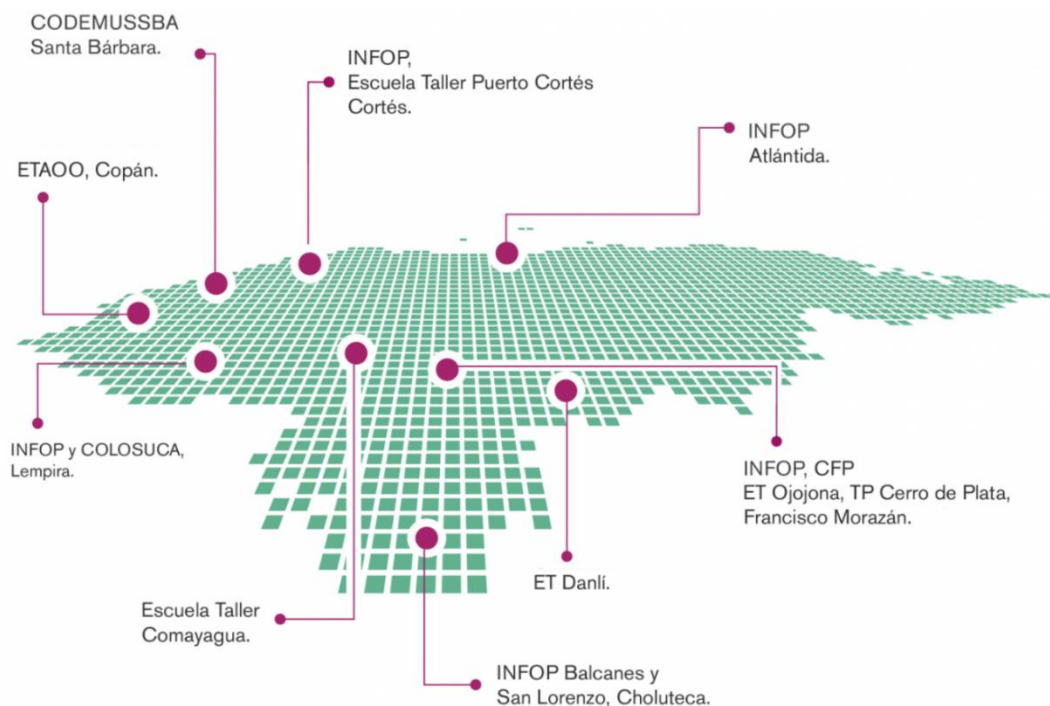 CODEMUSSBA
Santa Bárbara.
INFOP,
Escuela Taller Puerto Cortés
Cortés.
INFOP
Atlántida.
ETAOO, Copán.
INFOP y COLOSUCA,
Lempira.
INFOP, CFP
ET Ojojona, TP Cerro de Plata,
Francisco Morazán.
ET Danlí.
Escuela Taller
Comayagua.
INFOP Balcanes y
San Lorenzo, Choluteca.